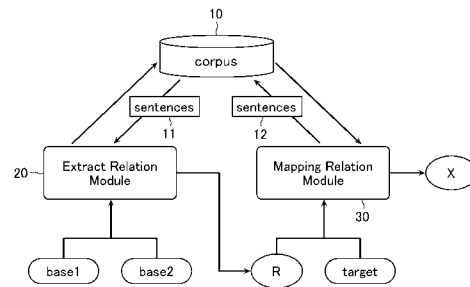 10
corpus
sentences
sentences
11
12
20
Extract Relation
Module
Mapping Relation
Module
X
30
base1
base2
R
target